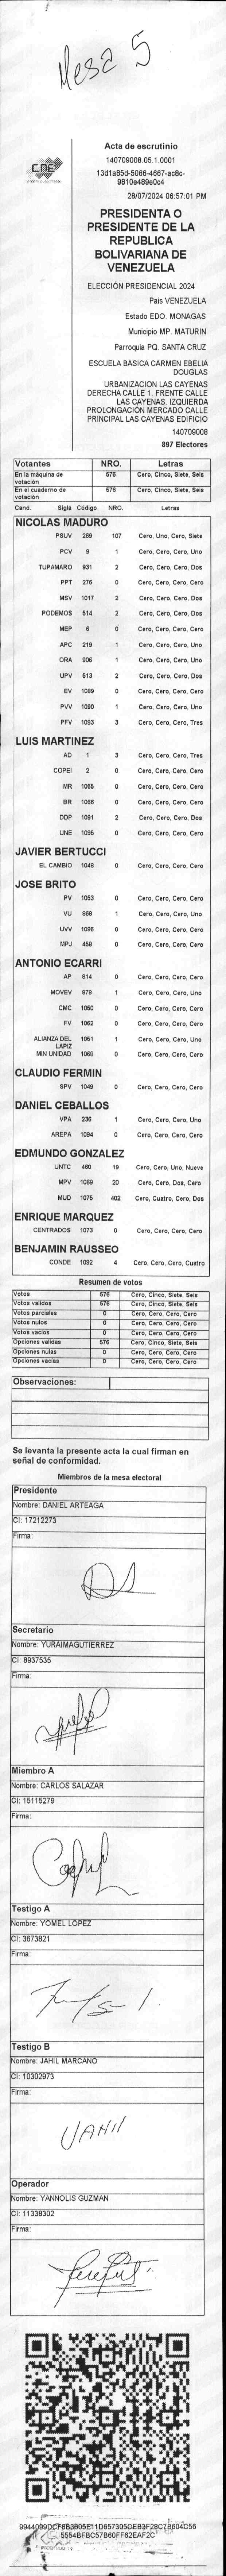 Mesa 5
CNE
Acta de escrutinio
140709008.05.1.0001
13d1a85d-5066-4667-ac8c-
9810e489e0c4
28/07/2024 06:57:01 PM
PRESIDENTA O
PRESIDENTE DE LA
REPUBLICA
BOLIVARIANA DE
VENEZUELA
ELECCIÓN PRESIDENCIAL 2024
País VENEZUELA
Estado EDO. MONAGAS
Municipio MP. MATURIN
Parroquia PQ. SANTA CRUZ
ESCUELA BASICA CARMEN EBELIA
DOUGLAS
URBANIZACION LAS CAYENAS
DERECHA CALLE 1. FRENTE CALLE
LAS CAYENAS. IZQUIERDA
PROLONGACIÓN MERCADO CALLE
PRINCIPAL LAS CAYENAS EDIFICIO
140709008
897 Electores
Votantes NRO. Letras
En la máquina de votación 576 Cero, Cinco, Siete, Seis
En el cuaderno de votación 576 Cero, Cinco, Siete, Seis
Cand. Sigla Código NRO. Letras
NICOLAS MADURO
PSUV 269 107 Cero, Uno, Cero, Siete
PCV 9 1 Cero, Cero, Cero, Uno
TUPAMARO 931 2 Cero, Cero, Cero, Dos
PPT 276 0 Cero, Cero, Cero, Cero
MSV 1017 2 Cero, Cero, Cero, Dos
PODEMOS 514 2 Cero, Cero, Cero, Dos
MEP 6 0 Cero, Cero, Cero, Cero
APC 219 1 Cero, Cero, Cero, Uno
ORA 906 1 Cero, Cero, Cero, Uno
UPV 513 2 Cero, Cero, Cero, Dos
EV 1089 0 Cero, Cero, Cero, Cero
PVV 1090 1 Cero, Cero, Cero, Uno
PFV 1093 3 Cero, Cero, Cero, Tres
LUIS MARTINEZ
AD 1 3 Cero, Cero, Cero, Tres
COPEI 2 0 Cero, Cero, Cero, Cero
MR 1065 0 Cero, Cero, Cero, Cero
BR 1066 0 Cero, Cero, Cero, Cero
DDP 1091 2 Cero, Cero, Cero, Dos
UNE 1095 0 Cero, Cero, Cero, Cero
JAVIER BERTUCCI
EL CAMBIO 1048 0 Cero, Cero, Cero, Cero
JOSE BRITO
PV 1053 0 Cero, Cero, Cero, Cero
VU 868 1 Cero, Cero, Cero, Uno
UVV 1096 0 Cero, Cero, Cero, Cero
MPJ 459 0 Cero, Cero, Cero, Cero
ANTONIO ECARRI
AP 814 0 Cero, Cero, Cero, Cero
MOVEV 878 1 Cero, Cero, Cero, Uno
CMC 1050 0 Cero, Cero, Cero, Cero
FV 1062 0 Cero, Cero, Cero, Cero
ALIANZA DEL LAPIZ 1051 1 Cero, Cero, Cero, Uno
MIN UNIDAD 1068 0 Cero, Cero, Cero, Cero
CLAUDIO FERMIN
SPV 1049 0 Cero, Cero, Cero, Cero
DANIEL CEBALLOS
VPA 236 1 Cero, Cero, Cero, Uno
AREPA 1094 0 Cero, Cero, Cero, Cero
EDMUNDO GONZALEZ
UNTC 460 19 Cero, Cero, Uno, Nueve
MPV 1069 20 Cero, Cero, Dos, Cero
MUD 1075 402 Cero, Cuatro, Cero, Dos
ENRIQUE MARQUEZ
CENTRADOS 1073 0 Cero, Cero, Cero, Cero
BENJAMIN RAUSSEO
CONDE 1092 4 Cero, Cero, Cero, Cuatro
Resumen de votos
Votos 576 Cero, Cinco, Siete, Seis
Votos validos 576 Cero, Cinco, Siete, Seis
Votos parciales 0 Cero, Cero, Cero, Cero
Votos nulos 0 Cero, Cero, Cero, Cero
Votos vacios 0 Cero, Cero, Cero, Cero
Opciones validas 576 Cero, Cinco, Siete, Seis
Opciones nulas 0 Cero, Cero, Cero, Cero
Opciones vacias 0 Cero, Cero, Cero, Cero
Observaciones:
Se levanta la presente acta la cual firman en
señal de conformidad.
Miembros de la mesa electoral
Presidente
Nombre: DANIEL ARTEAGA
CI: 17212273
Firma:
Secretario
Nombre: YURAIMAGUTIERREZ
CI: 8937535
Firma:
Miembro A
Nombre: CARLOS SALAZAR
CI: 15115279
Firma:
Testigo A
Nombre: YOMEL LOPEZ
CI: 3673821
Firma:
Testigo B
Nombre: JAHIL MARCANO
CI: 10302973
Firma:
JAHIL
Operador
Nombre: YANNOLIS GUZMAN
CI: 11338302
Firma:
9944099DCF6B3B05E11D657305CEB3F28C7B604C56
5554BFBC57B60FF62EAF2C